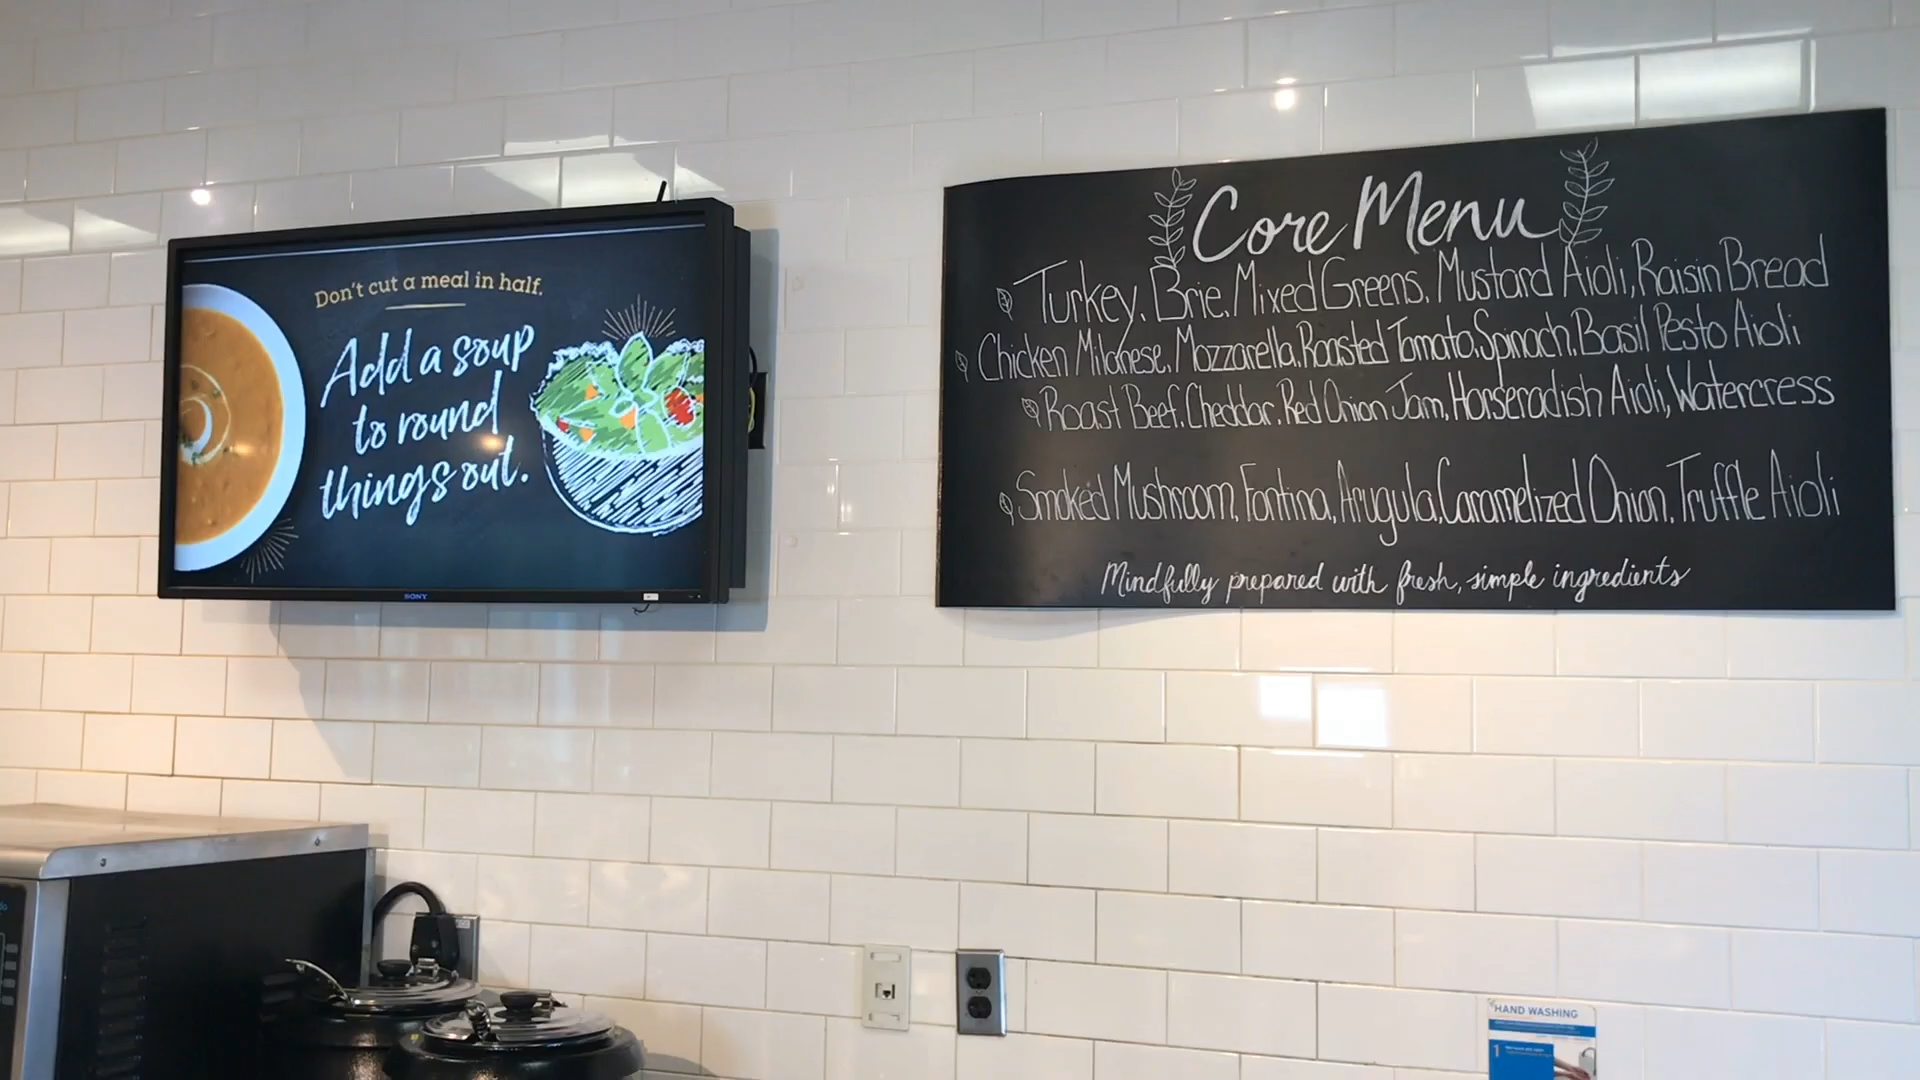 Don't cut a meal in half.
Add a soup
to round
things out.
SONY
Core Menu
Turkey, Brie, Mixed Greens, Mustard Aioli, Raisin Bread
Chicken Milanese, Mozzarella, Roasted Tomato, Spinach, Basil Pesto Aioli
Roast Beef, Cheddar, Red Onion Jam, Horseradish Aioli, Watercress
Smoked Mushroom, Fontina, Arugula, Caramelized Onion, Truffle Aioli
Mindfully prepared with fresh, simple ingredients
HAND WASHING
1